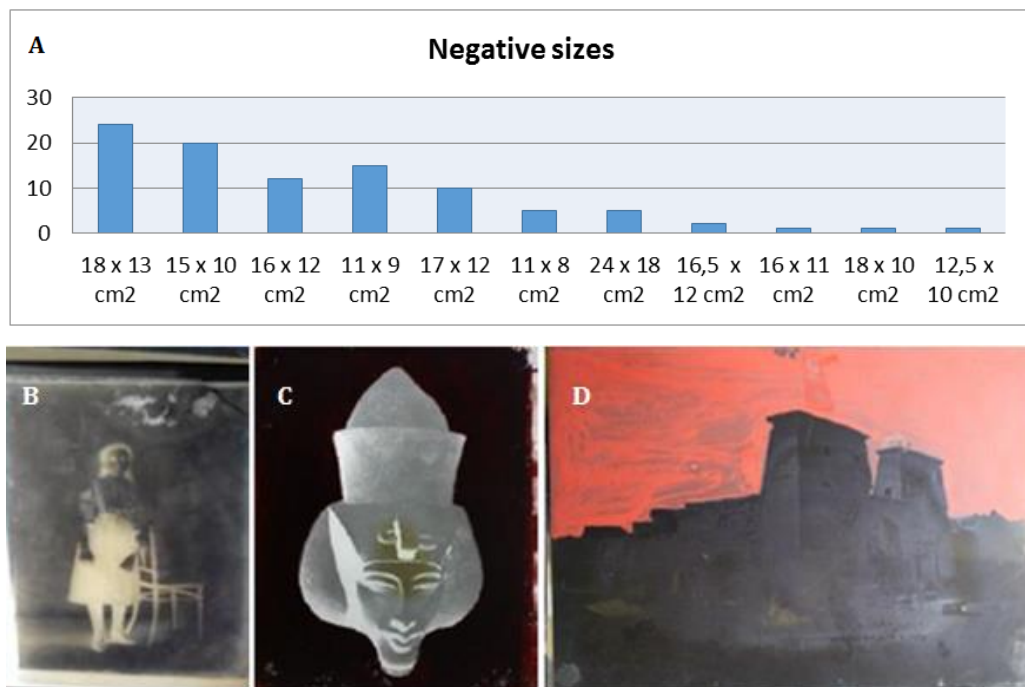 A
Negative sizes
30
20
10
0
18 x 13 cm2
15 x 10 cm2
16 x 12 cm2
11 x 9 cm2
17 x 12 cm2
11 x 8 cm2
24 x 18 cm2
16,5 x 12 cm2
16 x 11 cm2
18 x 10 cm2
12,5 x 10 cm2
B
C
D